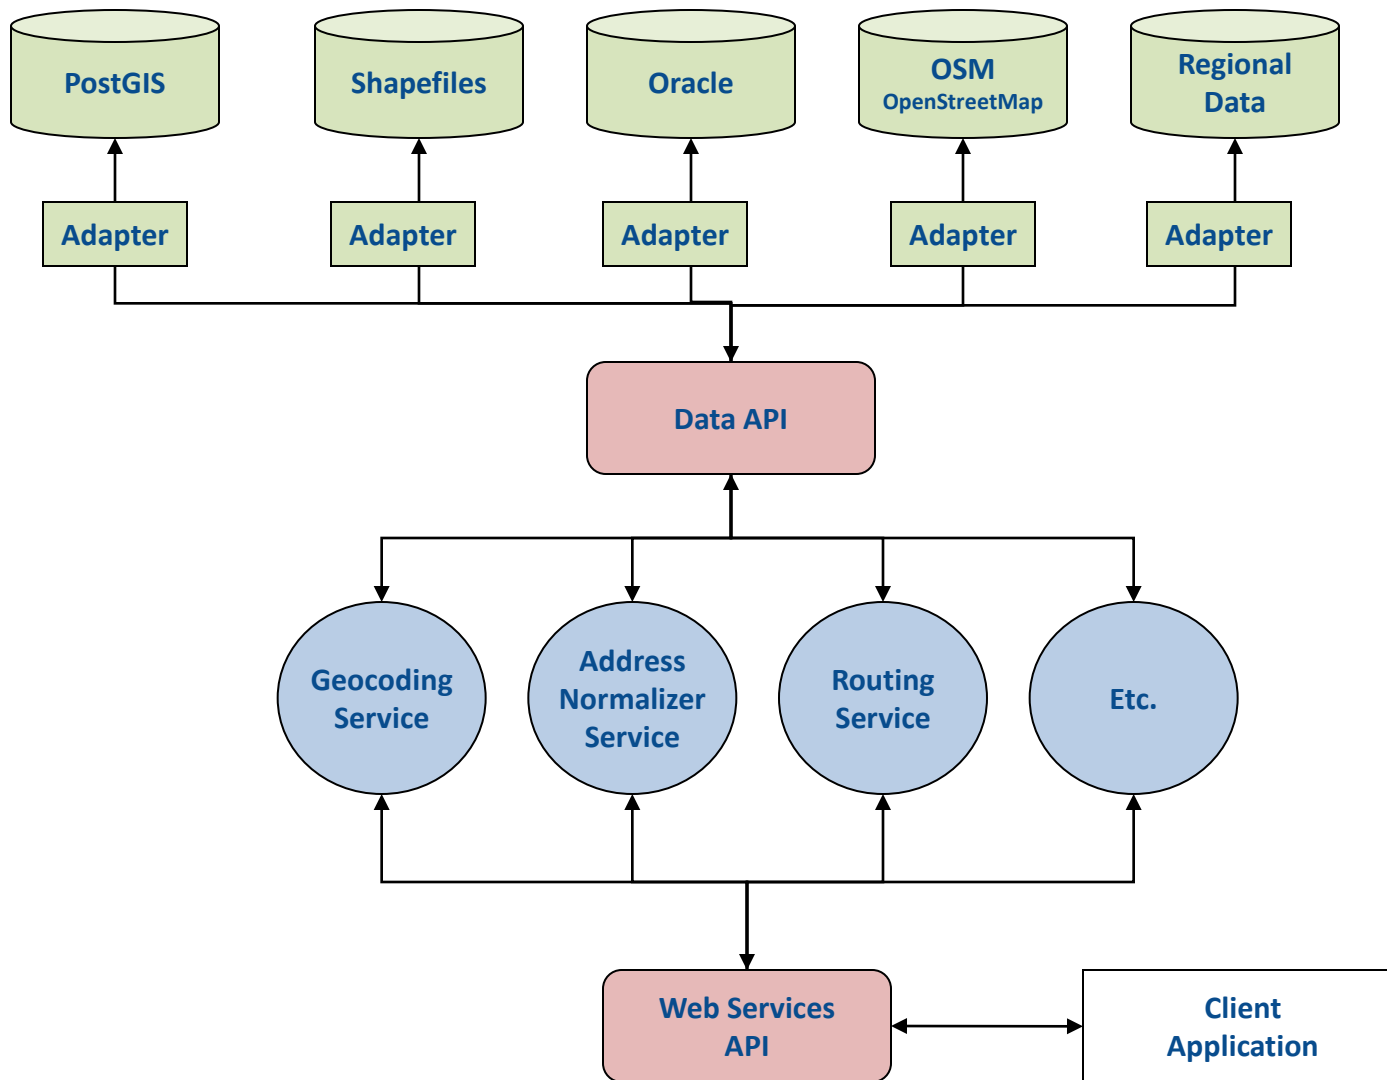 PostGIS
Shapefiles
Oracle
OSM
OpenStreetMap
Regional
Data
Adapter
Adapter
Adapter
Adapter
Adapter
Data API
Geocoding
Service
Address
Normalizer
Service
Routing
Service
Etc.
Web Services
API
Client
Application